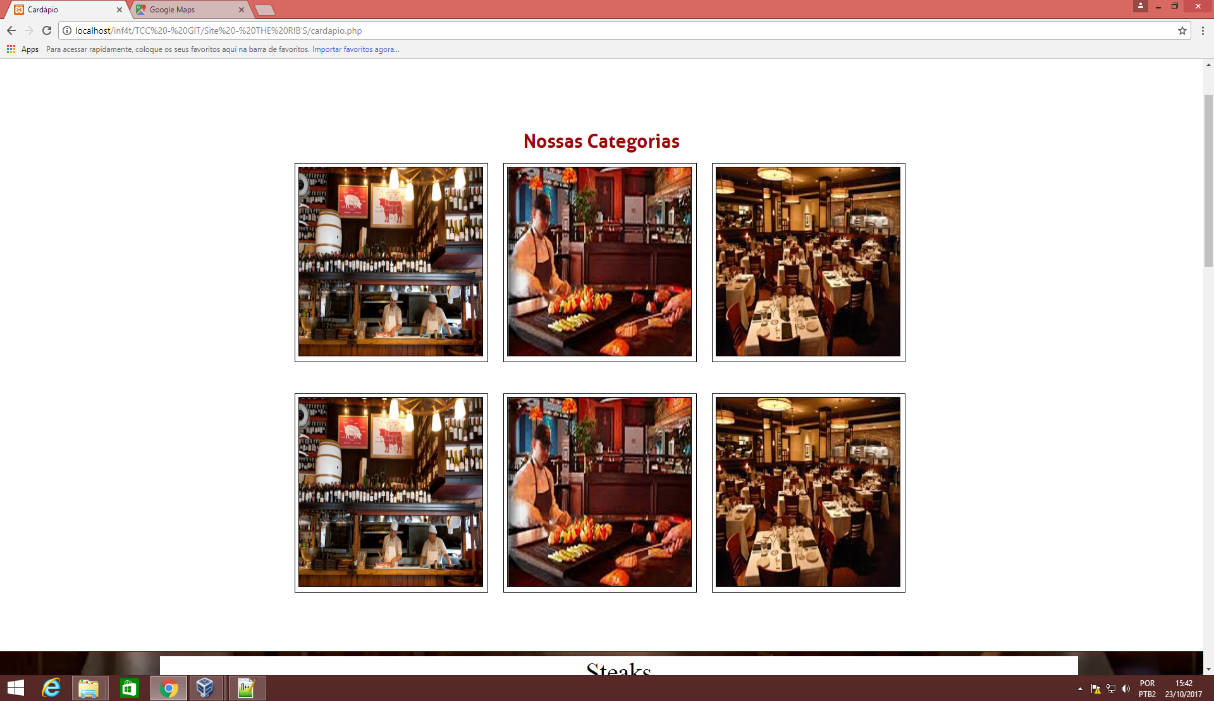 Cardápio
Google Maps
localhost/inf4t/TCC%20-%20GIT/Site%20-%20THE%20RIB'S/cardapio.php
Apps Para acessar rapidamente, coloque os seus favoritos aqui na barra de favoritos. Importar favoritos agora...
Nossas Categorias
Steaks
POR 15:42
PTB2 23/10/2017